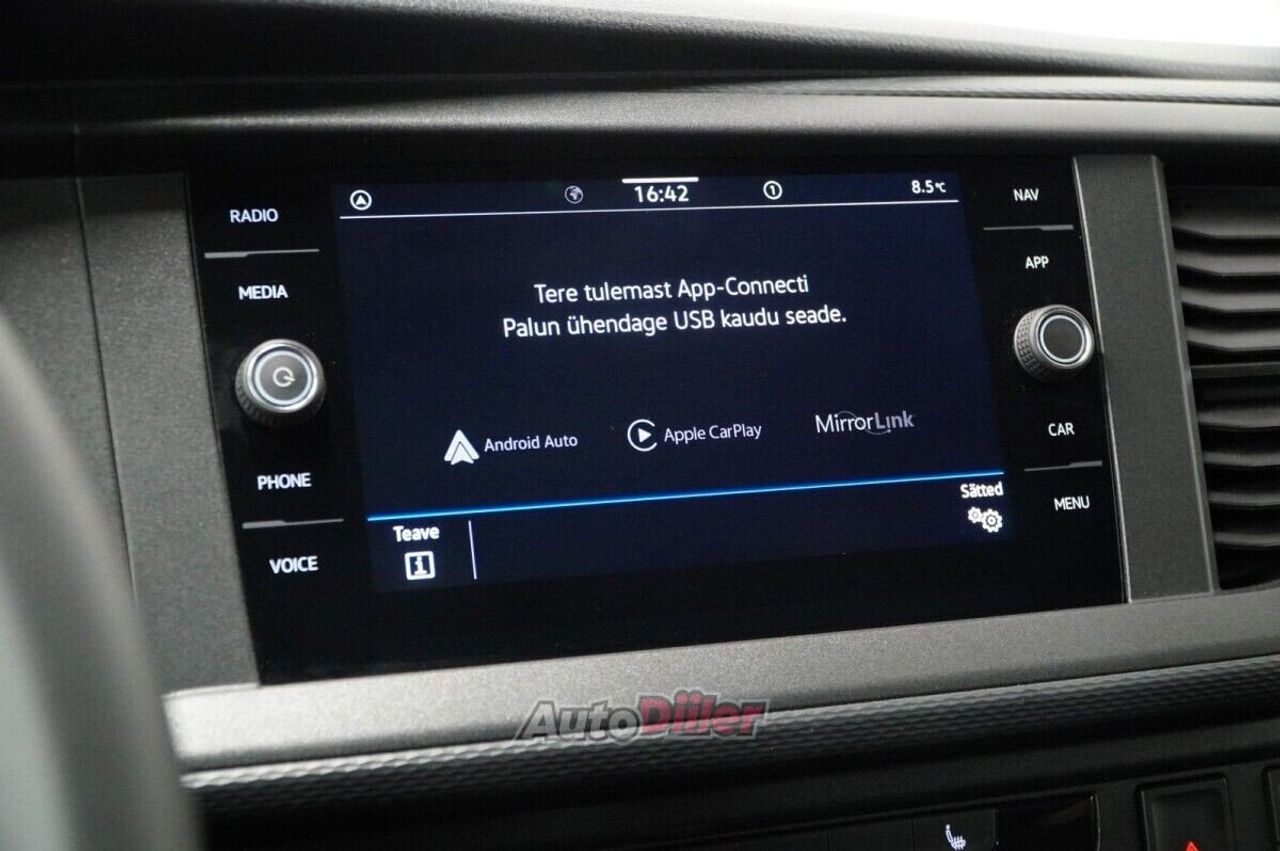 RADIO
MEDIA
PHONE
VOICE
16:42
1
8.5°C
Tere tulemast App-Connecti
Palun ühendage USB kaudu seade.
Android Auto
Apple CarPlay
MirrorLink
Teave
i
Sätted
NAV
APP
CAR
MENU
AutoDiiler